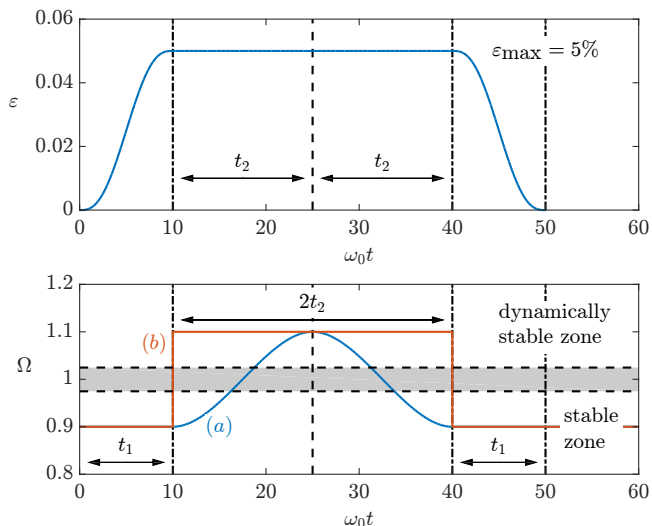 0.06
0.04
0.02
0
ε
ε_max = 5%
t_2
t_2
0 10 20 30 40 50 60
ω_0t
1.2
1.1
1
0.9
0.8
Ω
2t_2
(b)
(a)
dynamically
stable zone
stable
zone
t_1
t_1
0 10 20 30 40 50 60
ω_0t